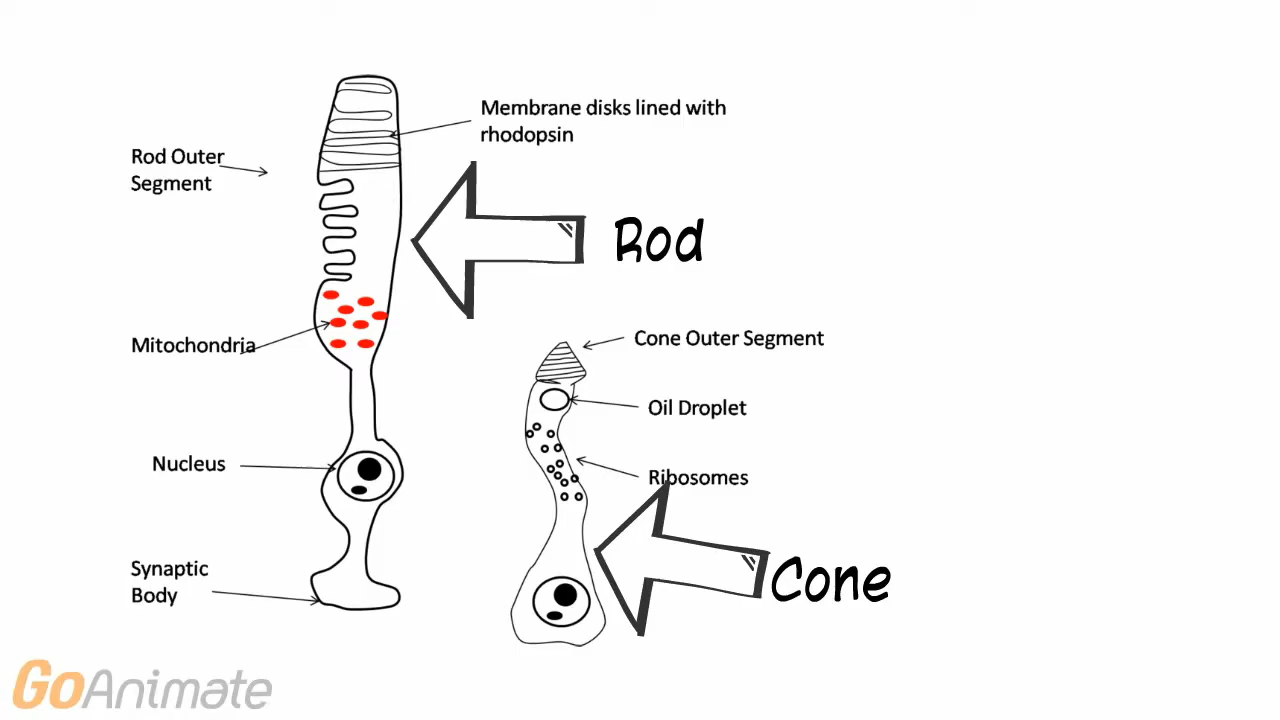 Membrane disks lined with
rhodopsin
Rod Outer
Segment
Rod
Mitochondria
Cone Outer Segment
Oil Droplet
Nucleus
Ribosomes
Synaptic
Body
Cone
GoAnimate